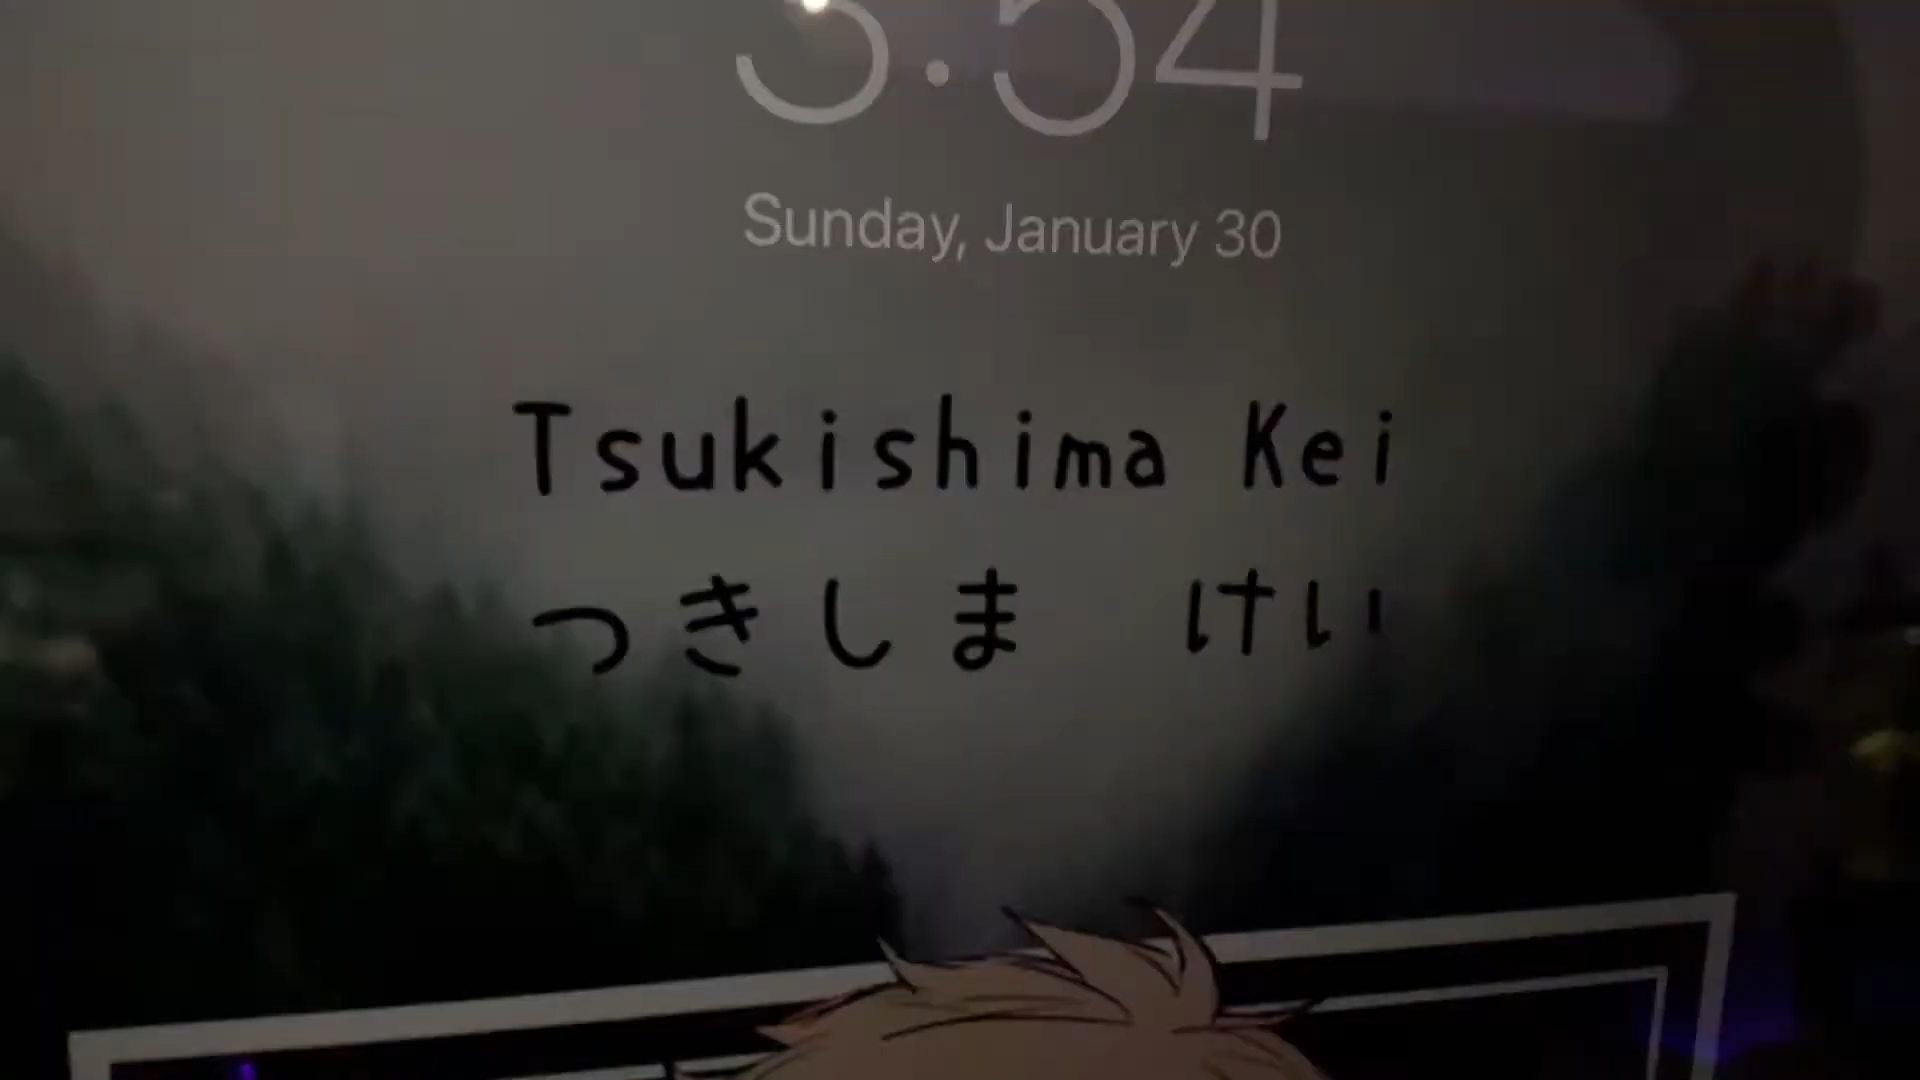 Sunday, January 30
Tsukishima Kei
つきしま けい